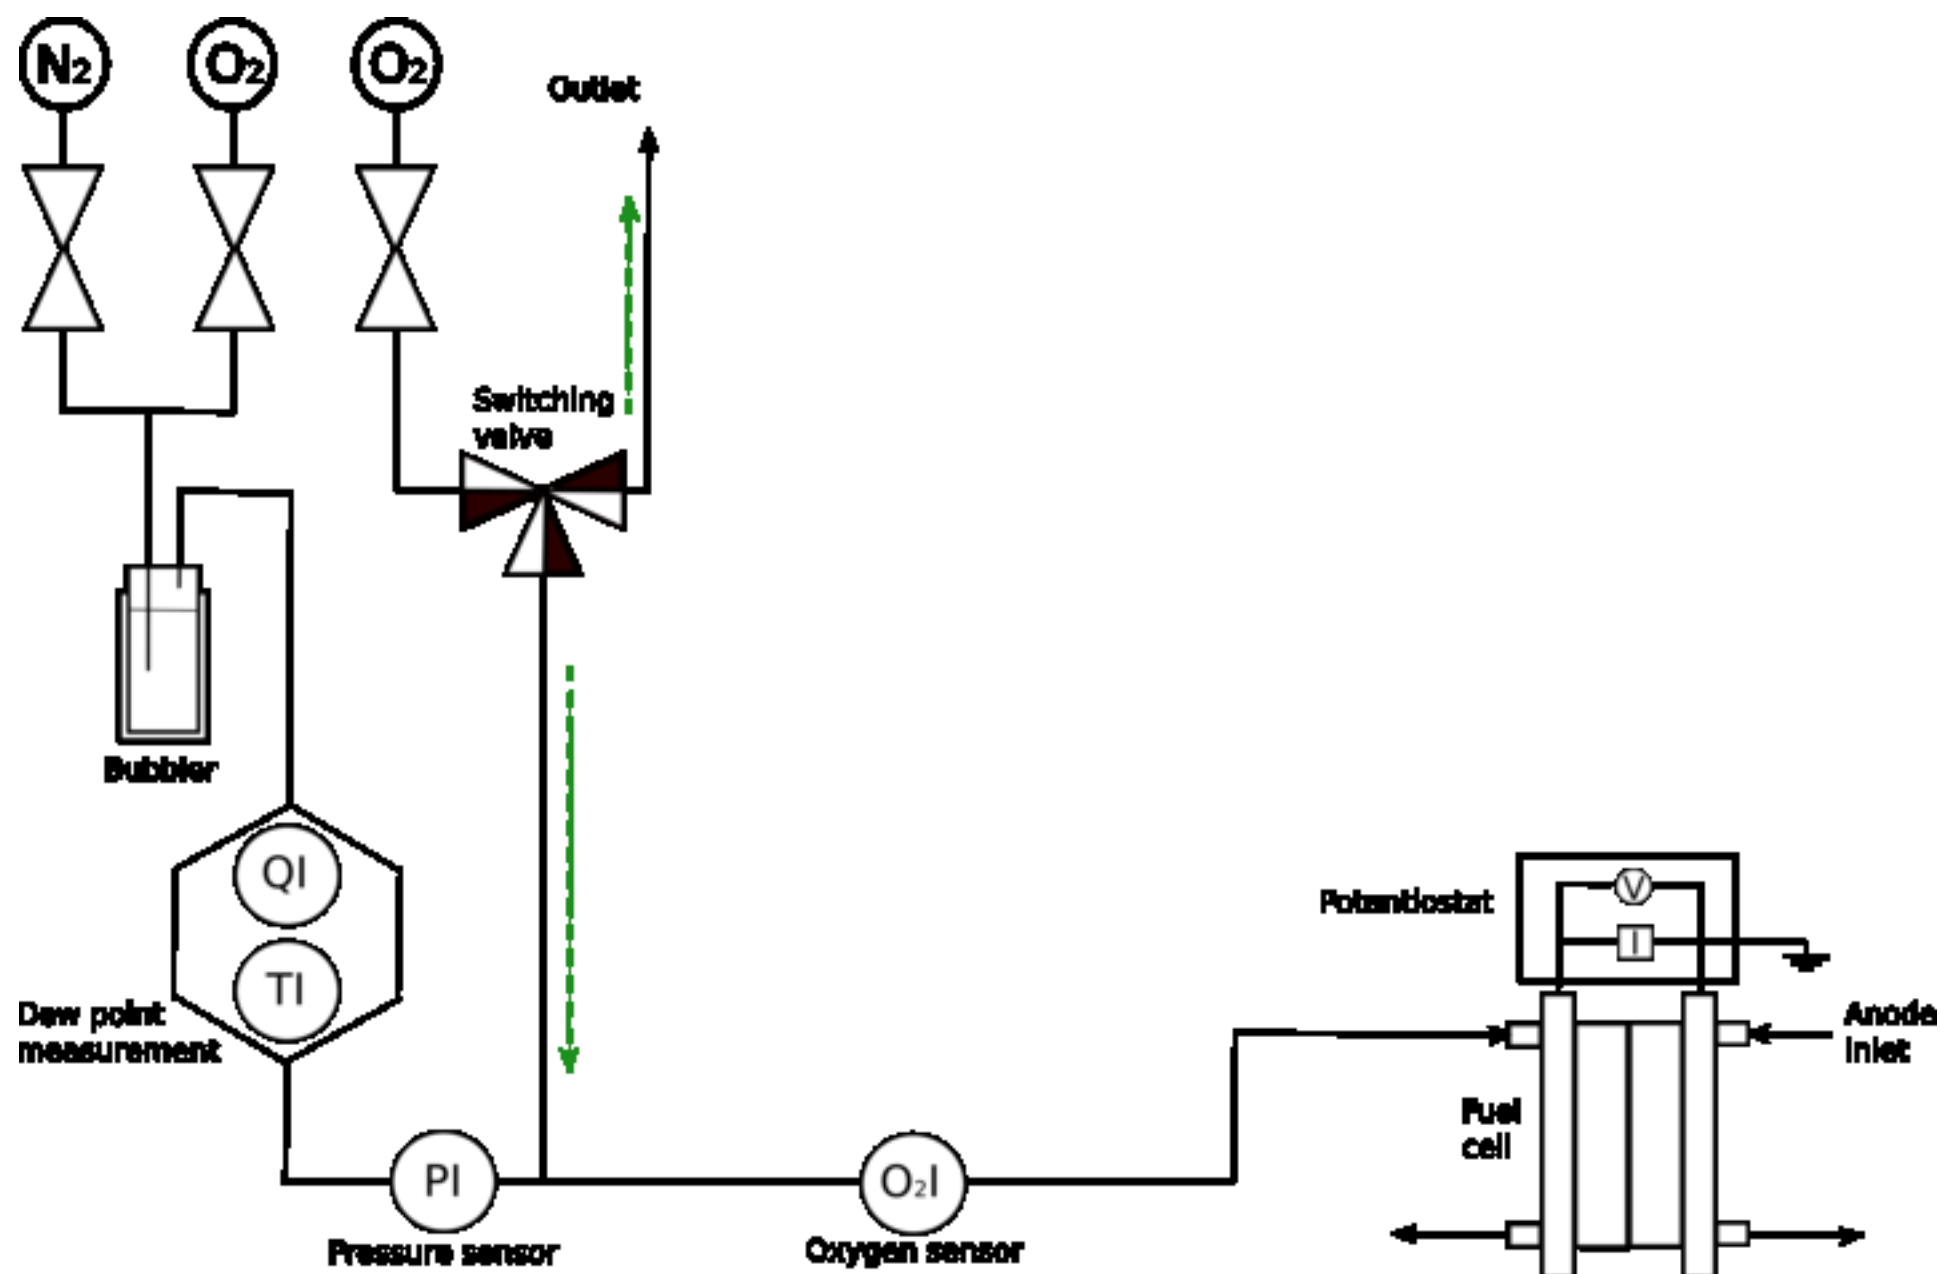 N2 O2 O2
Outlet
Switching
valve
Bubbler
QI
TI
Dew point
measurement
PI
Pressure sensor
O2I
Oxygen sensor
Potentiostat
V
I
Anode
inlet
Fuel
cell